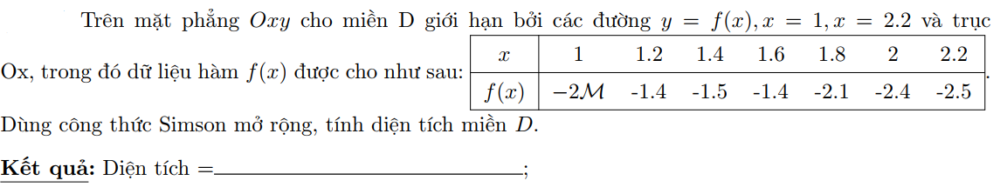 Trên mặt phẳng Oxy cho miền D giới hạn bởi các đường y = f(x), x = 1, x = 2.2 và trục
Ox, trong đó dữ liệu hàm f(x) được cho như sau:
x 1 1.2 1.4 1.6 1.8 2 2.2
f(x) −2ℳ -1.4 -1.5 -1.4 -2.1 -2.4 -2.5 .
Dùng công thức Simson mở rộng, tính diện tích miền D.
Kết quả: Diện tích = ;